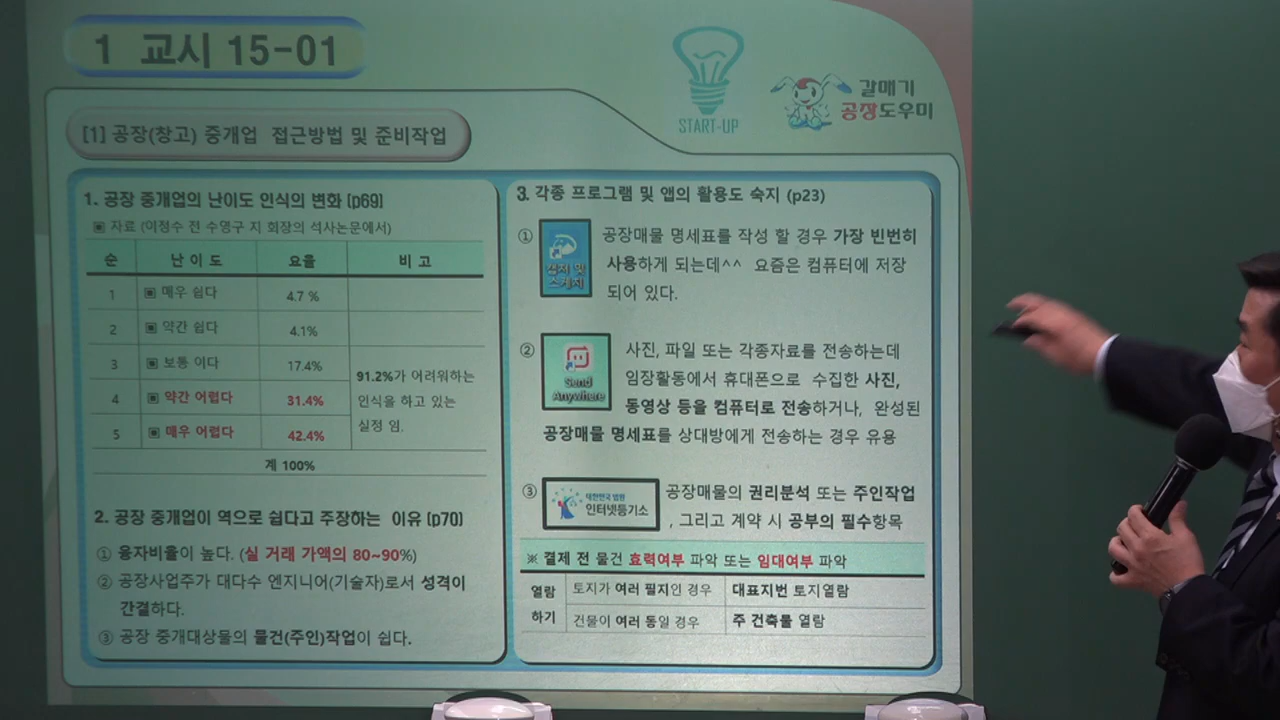 1 교시 15-01
START-UP
갈매기
공장도우미
[1] 공장(창고) 중개업 접근방법 및 준비작업
1. 공장 중개업의 난이도 인식의 변화 (p69)
▣ 자료 (이정수 전 수영구 지 회장의 석사논문에서)
순 난 이 도 요율 비 고
1 ▣ 매우 쉽다 4.7 %
2 ▣ 약간 쉽다 4.1%
3 ▣ 보통 이다 17.4%
4 ▣ 약간 어렵다 31.4%
5 ▣ 매우 어렵다 42.4%
91.2%가 어려워하는
인식을 하고 있는
실정 임.
계 100%
2. 공장 중개업이 역으로 쉽다고 주장하는 이유 (p70)
① 융자비율이 높다. (실 거래 가액의 80~90%)
② 공장사업주가 대다수 엔지니어(기술자)로서 성격이
간결하다.
③ 공장 중개대상물의 물건(주인)작업이 쉽다.
3. 각종 프로그램 및 앱의 활용도 숙지 (p23)
① 공장매물 명세표를 작성 할 경우 가장 빈번히
캡처 및
스케치
사용하게 되는데^^ 요즘은 컴퓨터에 저장
되어 있다.
② 사진, 파일 또는 각종자료를 전송하는데
Send
Anywhere
임장활동에서 휴대폰으로 수집한 사진,
동영상 등을 컴퓨터로 전송하거나, 완성된
공장매물 명세표를 상대방에게 전송하는 경우 유용
③ 대한민국 법원
인터넷등기소
공장매물의 권리분석 또는 주인작업
, 그리고 계약 시 공부의 필수항목
※ 결제 전 물건 효력여부 파악 또는 임대여부 파악
열람
하기
토지가 여러 필지인 경우 대표지번 토지열람
건물이 여러 동일 경우 주 건축물 열람